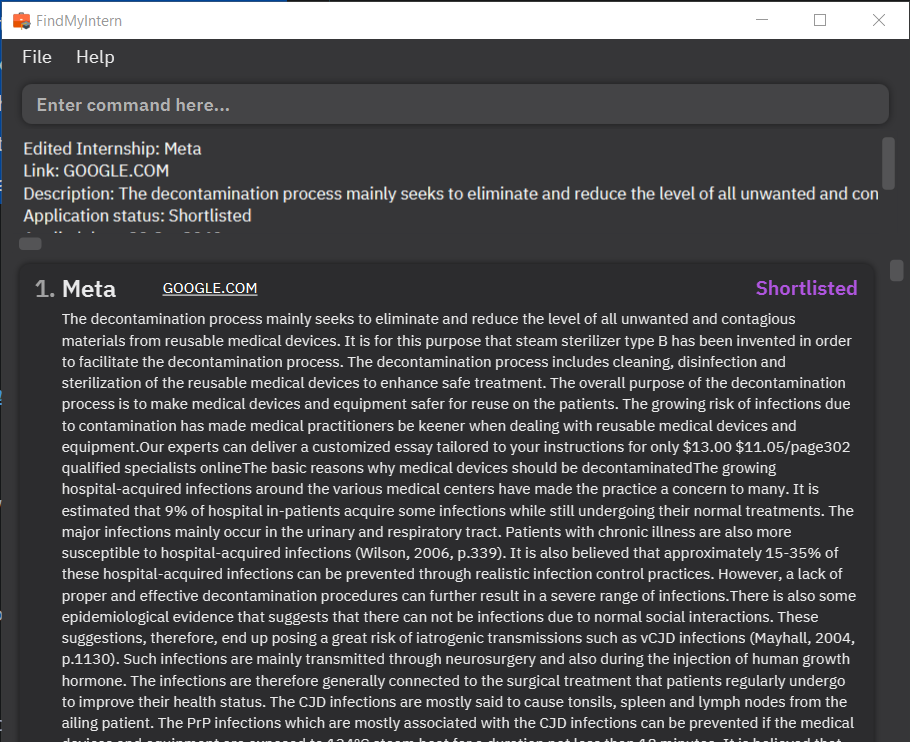 FindMyIntern
File Help
Enter command here...
Edited Internship: Meta
Link: GOOGLE.COM
Description: The decontamination process mainly seeks to eliminate and reduce the level of all unwanted and con
Application status: Shortlisted
1. Meta GOOGLE.COM Shortlisted
The decontamination process mainly seeks to eliminate and reduce the level of all unwanted and contagious
materials from reusable medical devices. It is for this purpose that steam sterilizer type B has been invented in order
to facilitate the decontamination process. The decontamination process includes cleaning, disinfection and
sterilization of the reusable medical devices to enhance safe treatment. The overall purpose of the decontamination
process is to make medical devices and equipment safer for reuse on the patients. The growing risk of infections due
to contamination has made medical practitioners be keener when dealing with reusable medical devices and
equipment.Our experts can deliver a customized essay tailored to your instructions for only $13.00 $11.05/page302
qualified specialists onlineThe basic reasons why medical devices should be decontaminatedThe growing
hospital-acquired infections around the various medical centers have made the practice a concern to many. It is
estimated that 9% of hospital in-patients acquire some infections while still undergoing their normal treatments. The
major infections mainly occur in the urinary and respiratory tract. Patients with chronic illness are also more
susceptible to hospital-acquired infections (Wilson, 2006, p.339). It is also believed that approximately 15-35% of
these hospital-acquired infections can be prevented through realistic infection control practices. However, a lack of
proper and effective decontamination procedures can further result in a severe range of infections.There is also some
epidemiological evidence that suggests that there can not be infections due to normal social interactions. These
suggestions, therefore, end up posing a great risk of iatrogenic transmissions such as vCJD infections (Mayhall, 2004,
p.1130). Such infections are mainly transmitted through neurosurgery and also during the injection of human growth
hormone. The infections are therefore generally connected to the surgical treatment that patients regularly undergo
to improve their health status. The CJD infections are mostly said to cause tonsils, spleen and lymph nodes from the
ailing patient. The PrP infections which are mostly associated with the CJD infections can be prevented if the medical